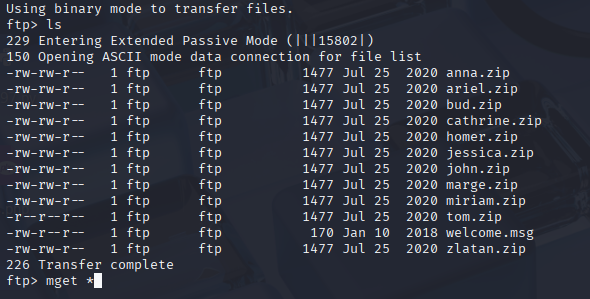 Using binary mode to transfer files.
ftp> ls
229 Entering Extended Passive Mode (|||15802|)
150 Opening ASCII mode data connection for file list
-rw-rw-r--   1 ftp      ftp          1477 Jul 25  2020 anna.zip
-rw-rw-r--   1 ftp      ftp          1477 Jul 25  2020 ariel.zip
-rw-rw-r--   1 ftp      ftp          1477 Jul 25  2020 bud.zip
-rw-rw-r--   1 ftp      ftp          1477 Jul 25  2020 cathrine.zip
-rw-rw-r--   1 ftp      ftp          1477 Jul 25  2020 homer.zip
-rw-rw-r--   1 ftp      ftp          1477 Jul 25  2020 jessica.zip
-rw-rw-r--   1 ftp      ftp          1477 Jul 25  2020 john.zip
-rw-rw-r--   1 ftp      ftp          1477 Jul 25  2020 marge.zip
-rw-rw-r--   1 ftp      ftp          1477 Jul 25  2020 miriam.zip
-r--r--r--   1 ftp      ftp          1477 Jul 25  2020 tom.zip
-rw-rw-r--   1 ftp      ftp           170 Jan 10  2018 welcome.msg
-rw-rw-r--   1 ftp      ftp          1477 Jul 25  2020 zlatan.zip
226 Transfer complete
ftp> mget *